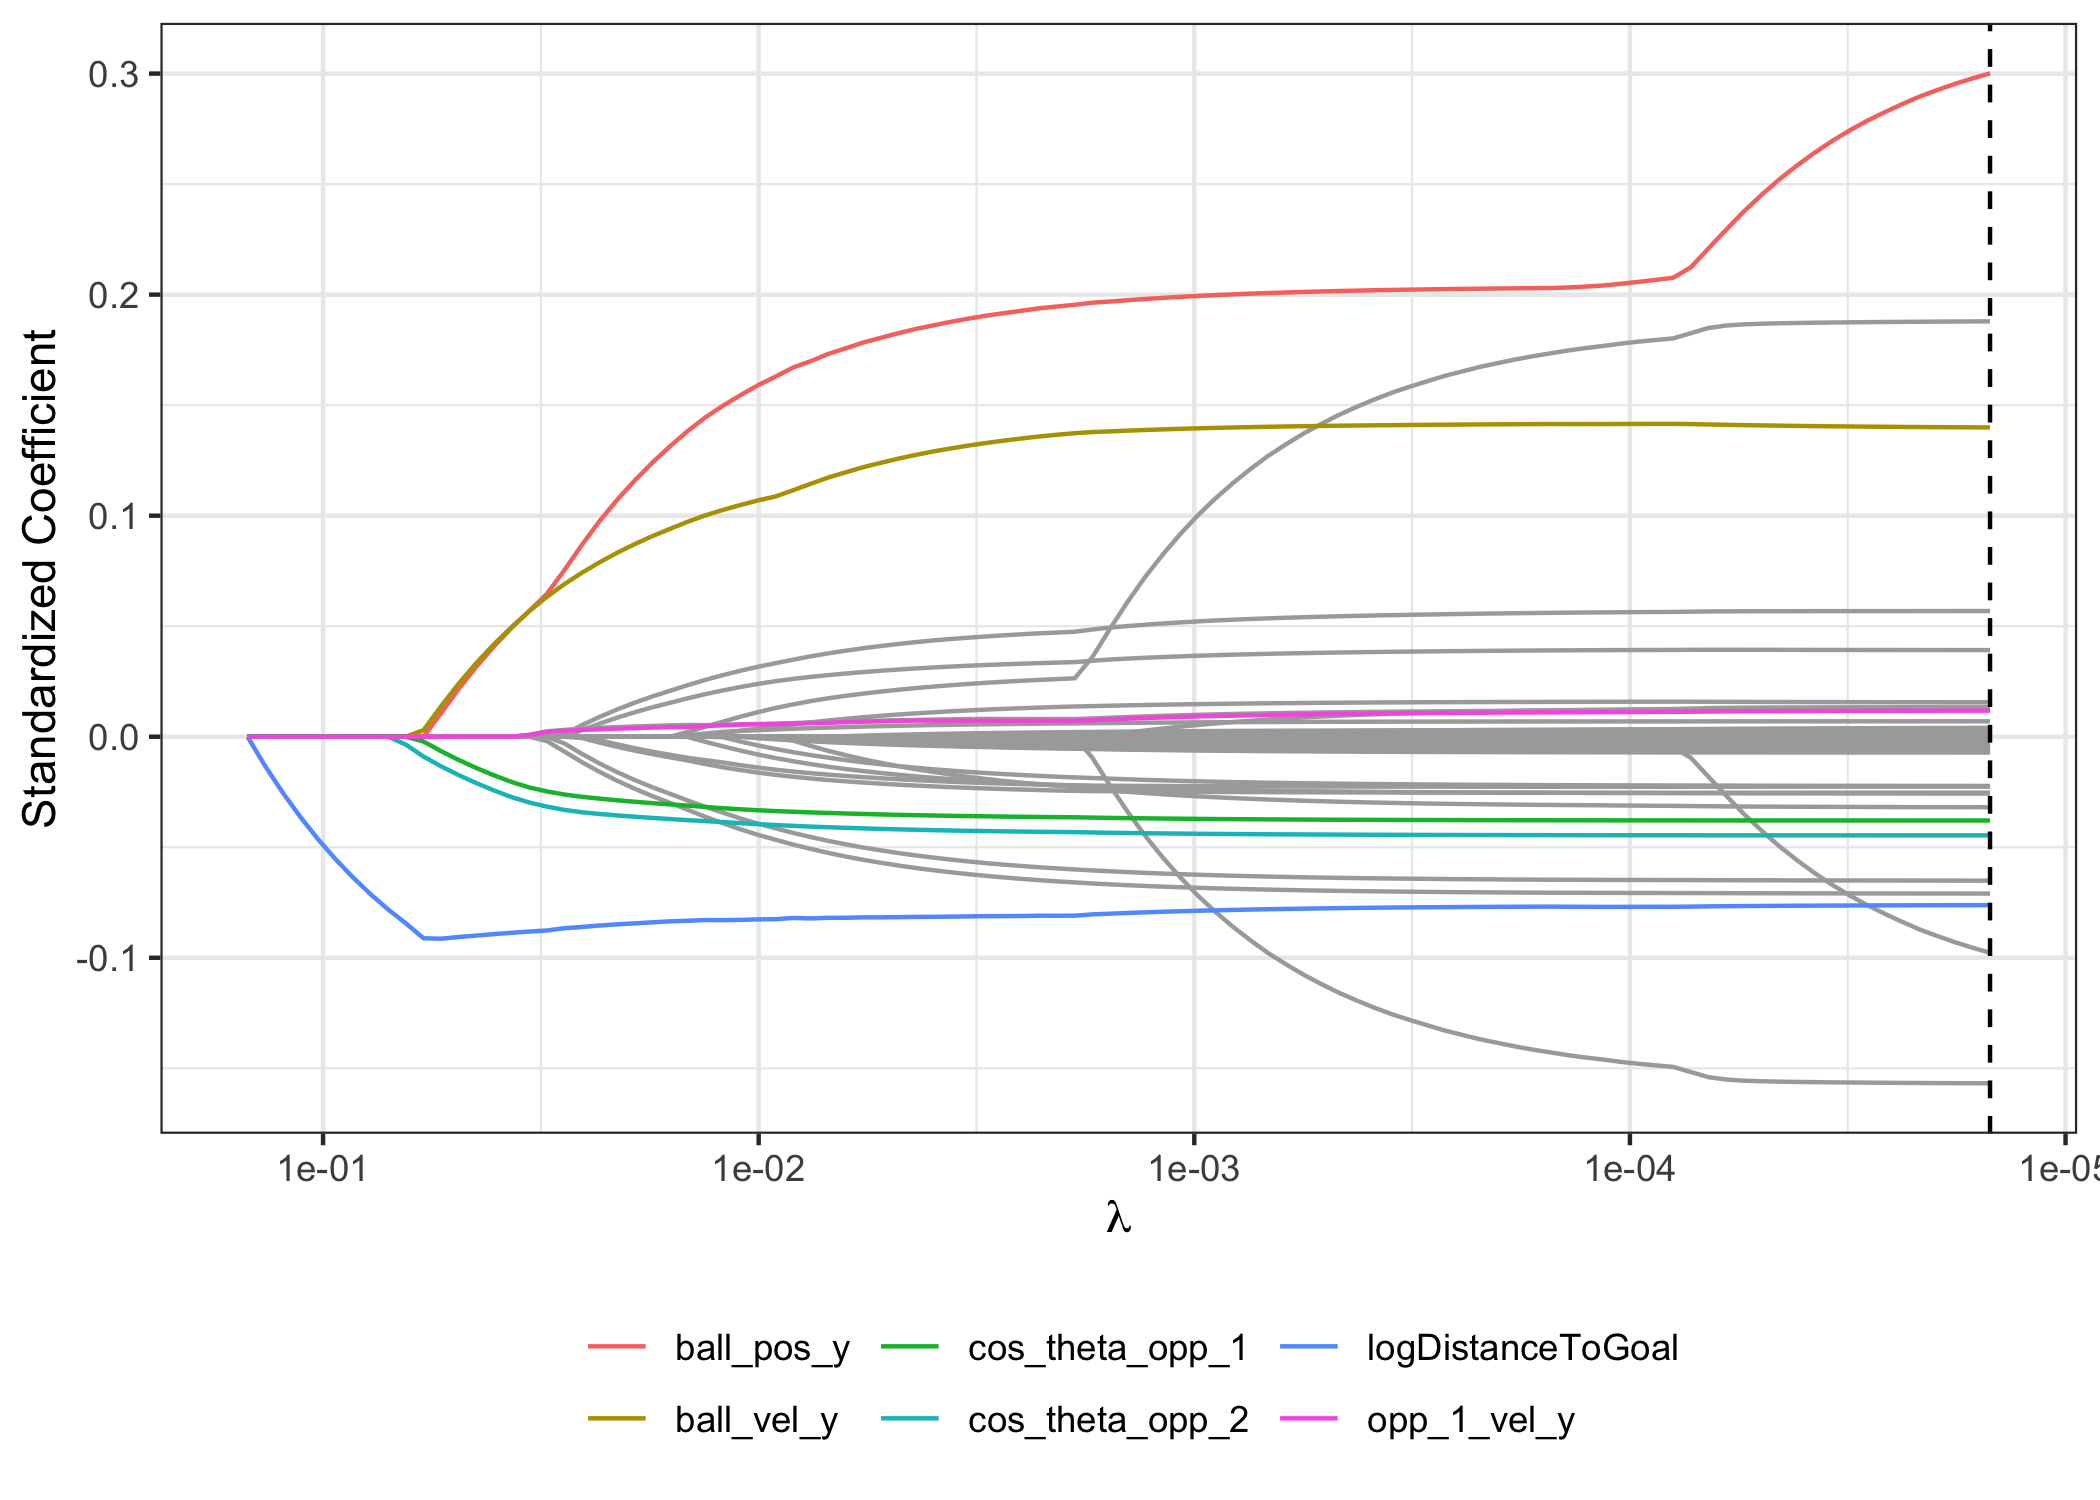 Standardized Coefficient
0.3
0.2
0.1
0.0
-0.1
1e-01 1e-02 1e-03 1e-04 1e-05
λ
ball_pos_y cos_theta_opp_1 logDistanceToGoal
ball_vel_y cos_theta_opp_2 opp_1_vel_y